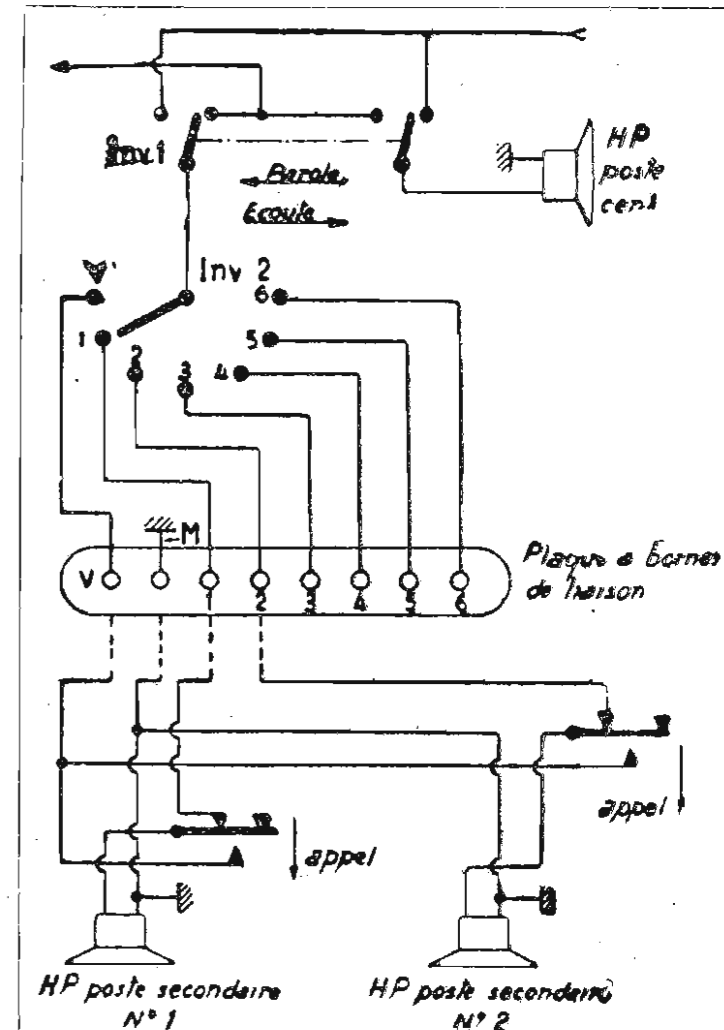 Inv 1
HP
poste
cent
Parole
Ecoute
V
Inv 2
6
1
5
2
3
4
M
Plaque a bornes
de liaison
V
1
2
3
4
5
6
appel
appel
HP poste secondaire
N° 1
HP poste secondaire
N° 2